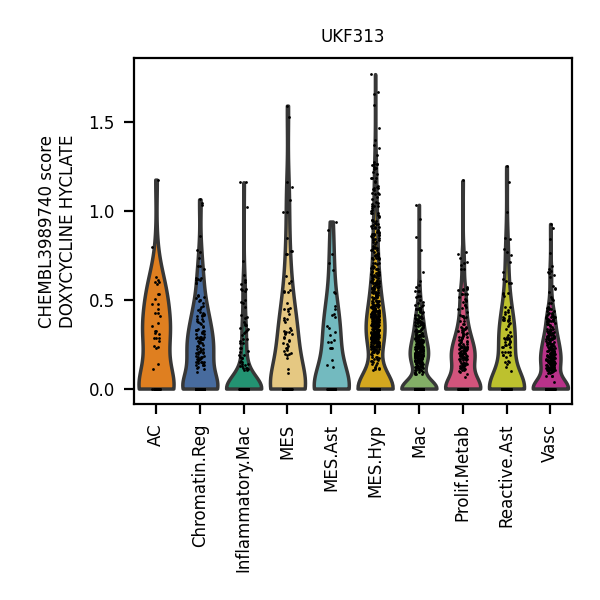 UKF313
CHEMBL3989740 score
DOXYCYCLINE HYCLATE
1.5
1.0
0.5
0.0
AC
Chromatin.Reg
Inflammatory.Mac
MES
MES.Ast
MES.Hyp
Mac
Prolif.Metab
Reactive.Ast
Vasc